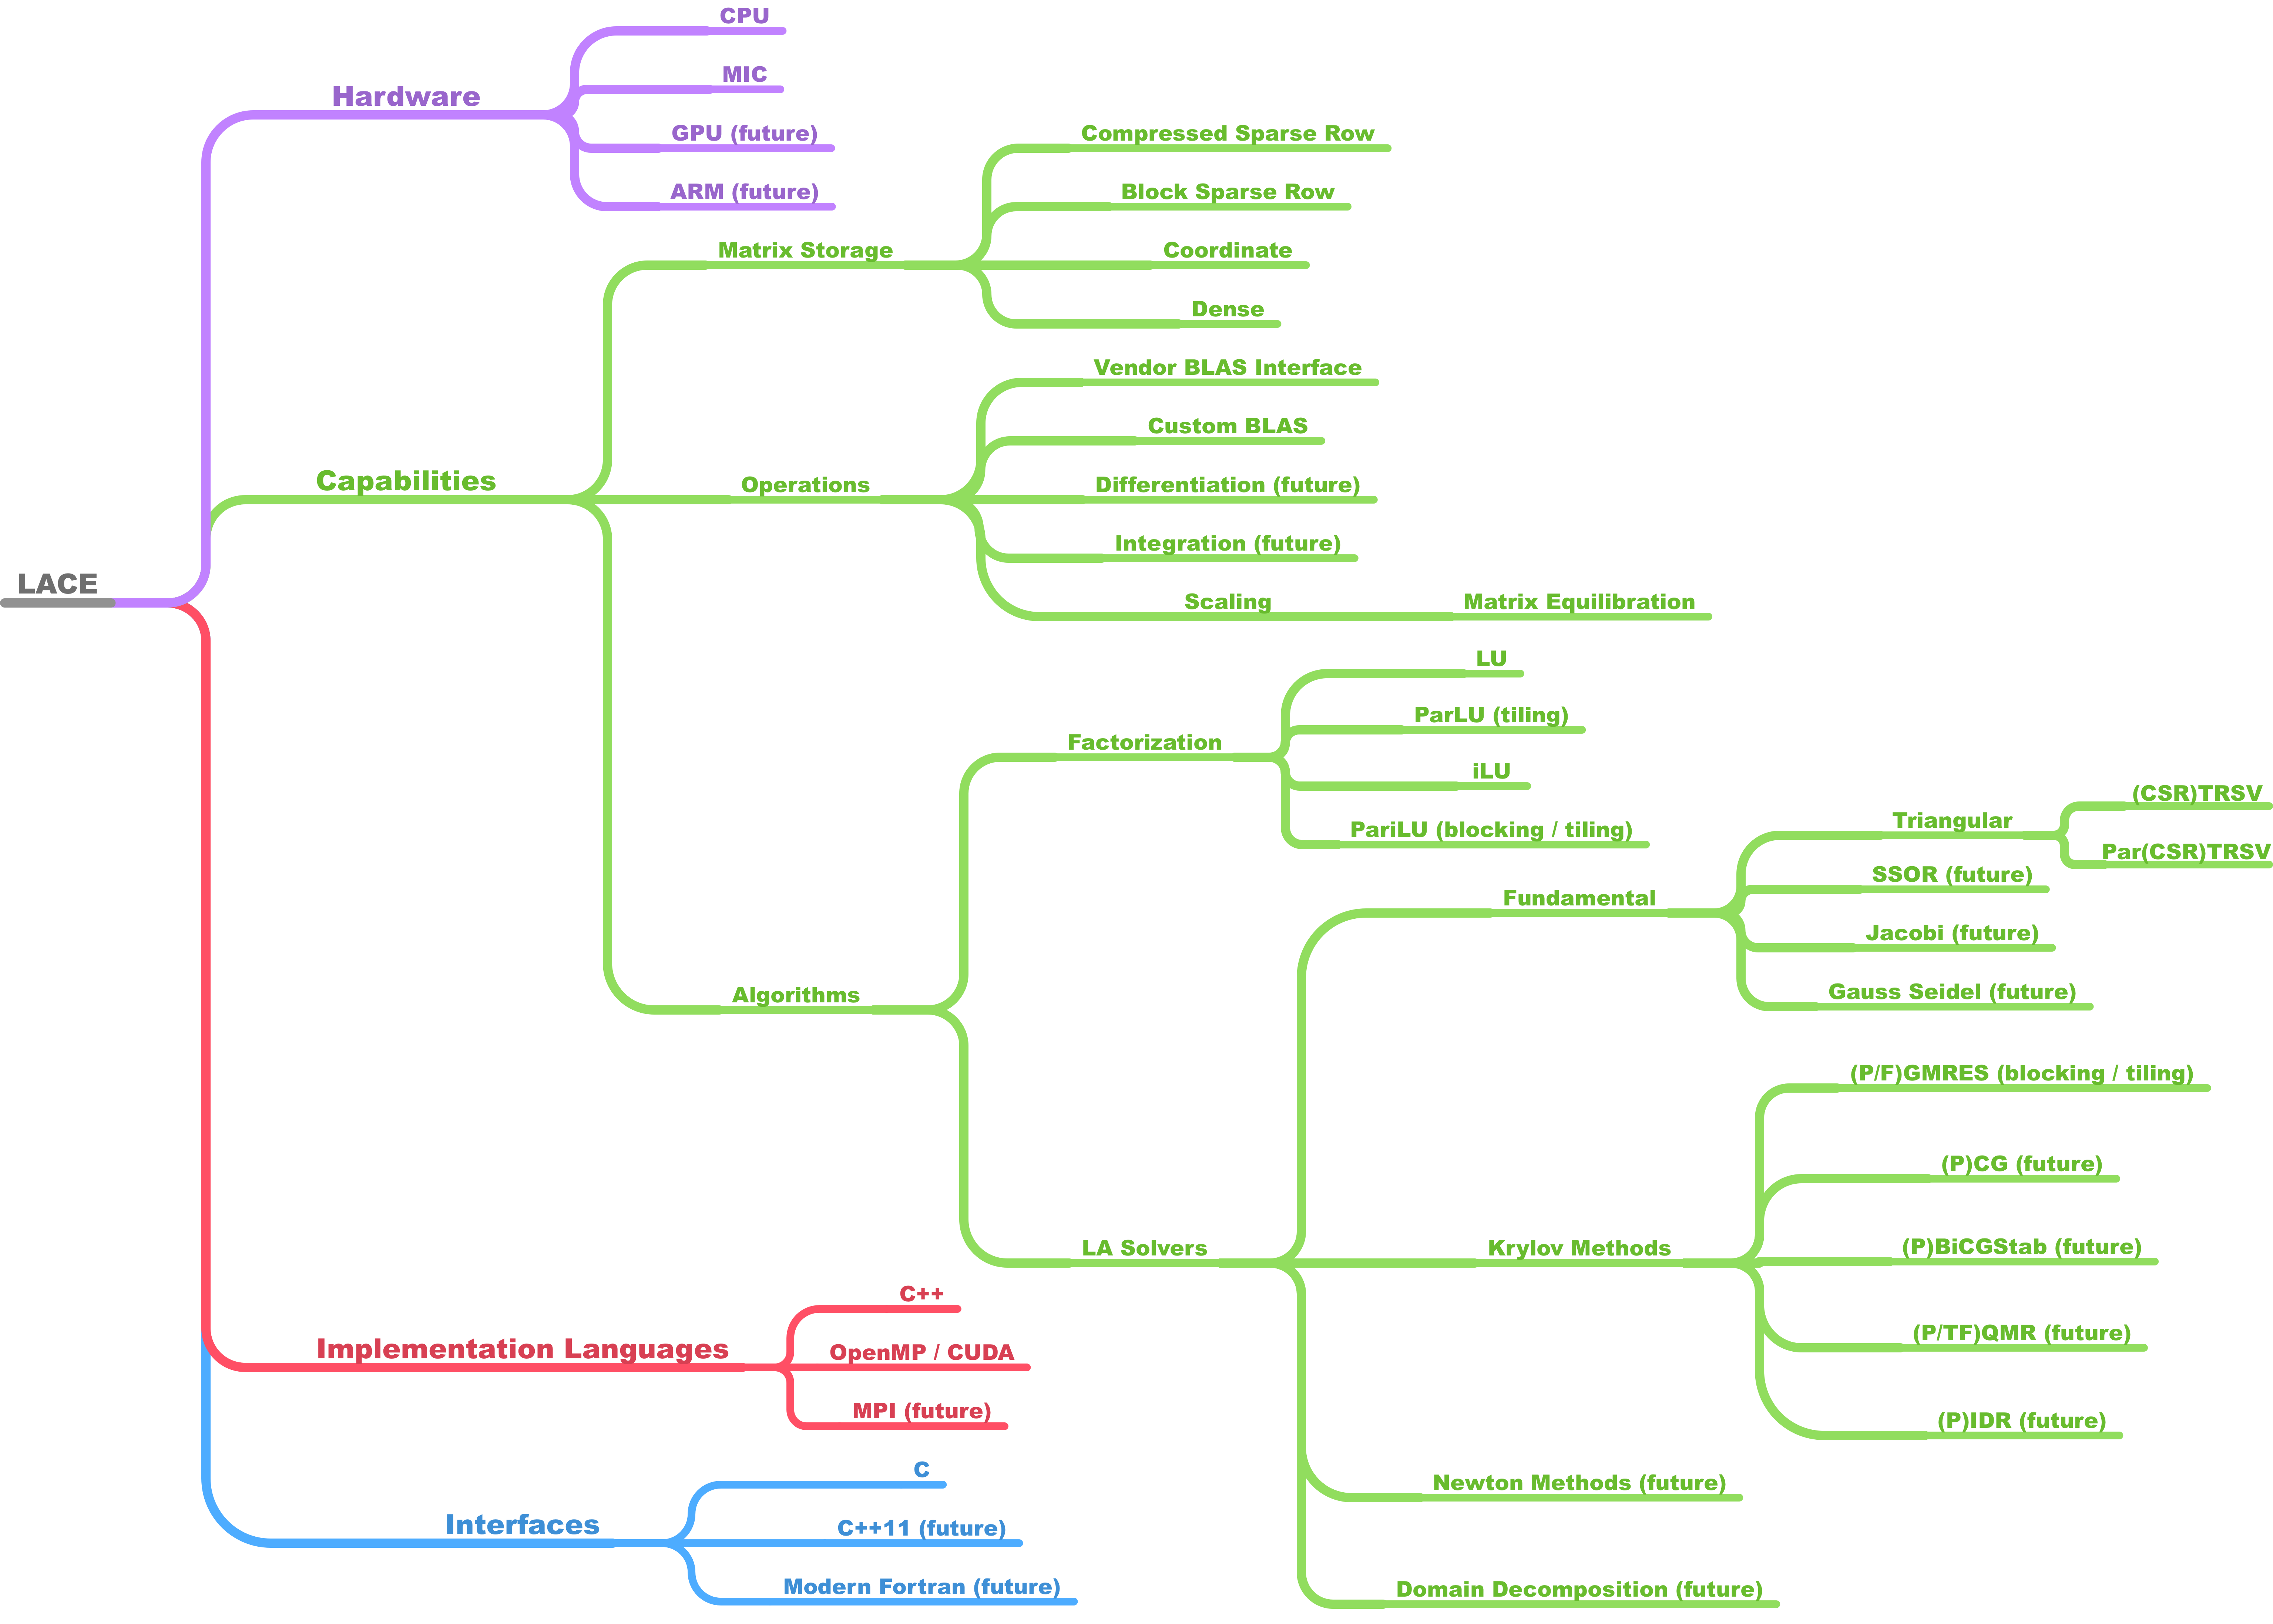 LACE
Hardware
CPU
MIC
GPU (future)
ARM (future)
Capabilities
Matrix Storage
Compressed Sparse Row
Block Sparse Row
Coordinate
Dense
Operations
Vendor BLAS Interface
Custom BLAS
Differentiation (future)
Integration (future)
Scaling
Matrix Equilibration
Algorithms
Factorization
LU
ParLU (tiling)
iLU
PariLU (blocking / tiling)
LA Solvers
Fundamental
Triangular
(CSR)TRSV
Par(CSR)TRSV
SSOR (future)
Jacobi (future)
Gauss Seidel (future)
Krylov Methods
(P/F)GMRES (blocking / tiling)
(P)CG (future)
(P)BiCGStab (future)
(P/TF)QMR (future)
(P)IDR (future)
Newton Methods (future)
Domain Decomposition (future)
Implementation Languages
C++
OpenMP / CUDA
MPI (future)
Interfaces
C
C++11 (future)
Modern Fortran (future)